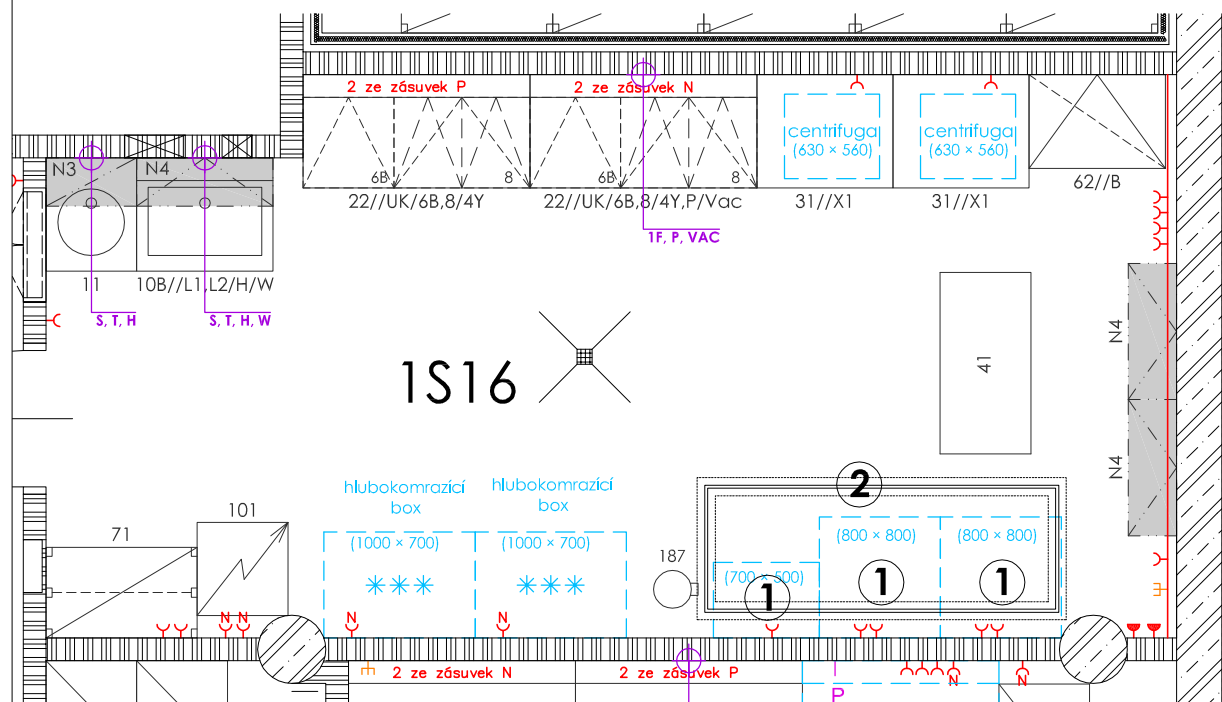 2 ze zásuvek P
2 ze zásuvek N
centrifuga
(630 × 560)
centrifuga
(630 × 560)
6B
8
6B
8
22//UK/6B,8/4Y
22//UK/6B,8/4Y,P/Vac
31//X1
31//X1
62//B
N3
N4
11
10B//L1,L2/H/W
S, T, H
S, T, H, W
1F, P, VAC
1S16
41
N4
N4
hlubokomrazící
box
(1000 × 700)
hlubokomrazící
box
(1000 × 700)
71
101
187
2
(700 × 500)
1
(800 × 800)
1
(800 × 800)
1
N
N
N
N
2 ze zásuvek N
2 ze zásuvek P
P
N
N